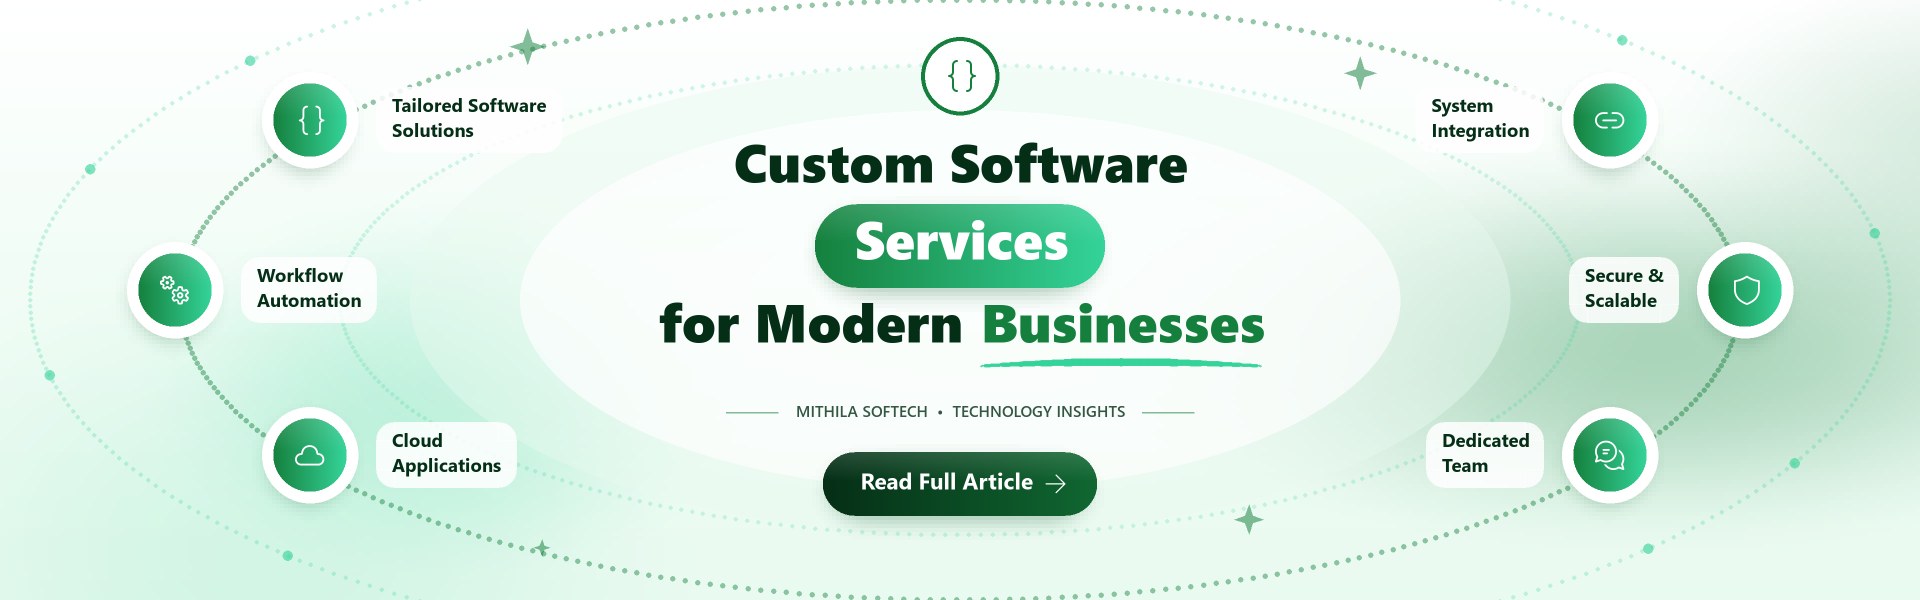 { }
Custom Software
Services
for Modern Businesses
MITHILA SOFTECH • TECHNOLOGY INSIGHTS
Read Full Article →
{ }
Tailored Software
Solutions
Workflow
Automation
Cloud
Applications
System
Integration
Secure &
Scalable
Dedicated
Team